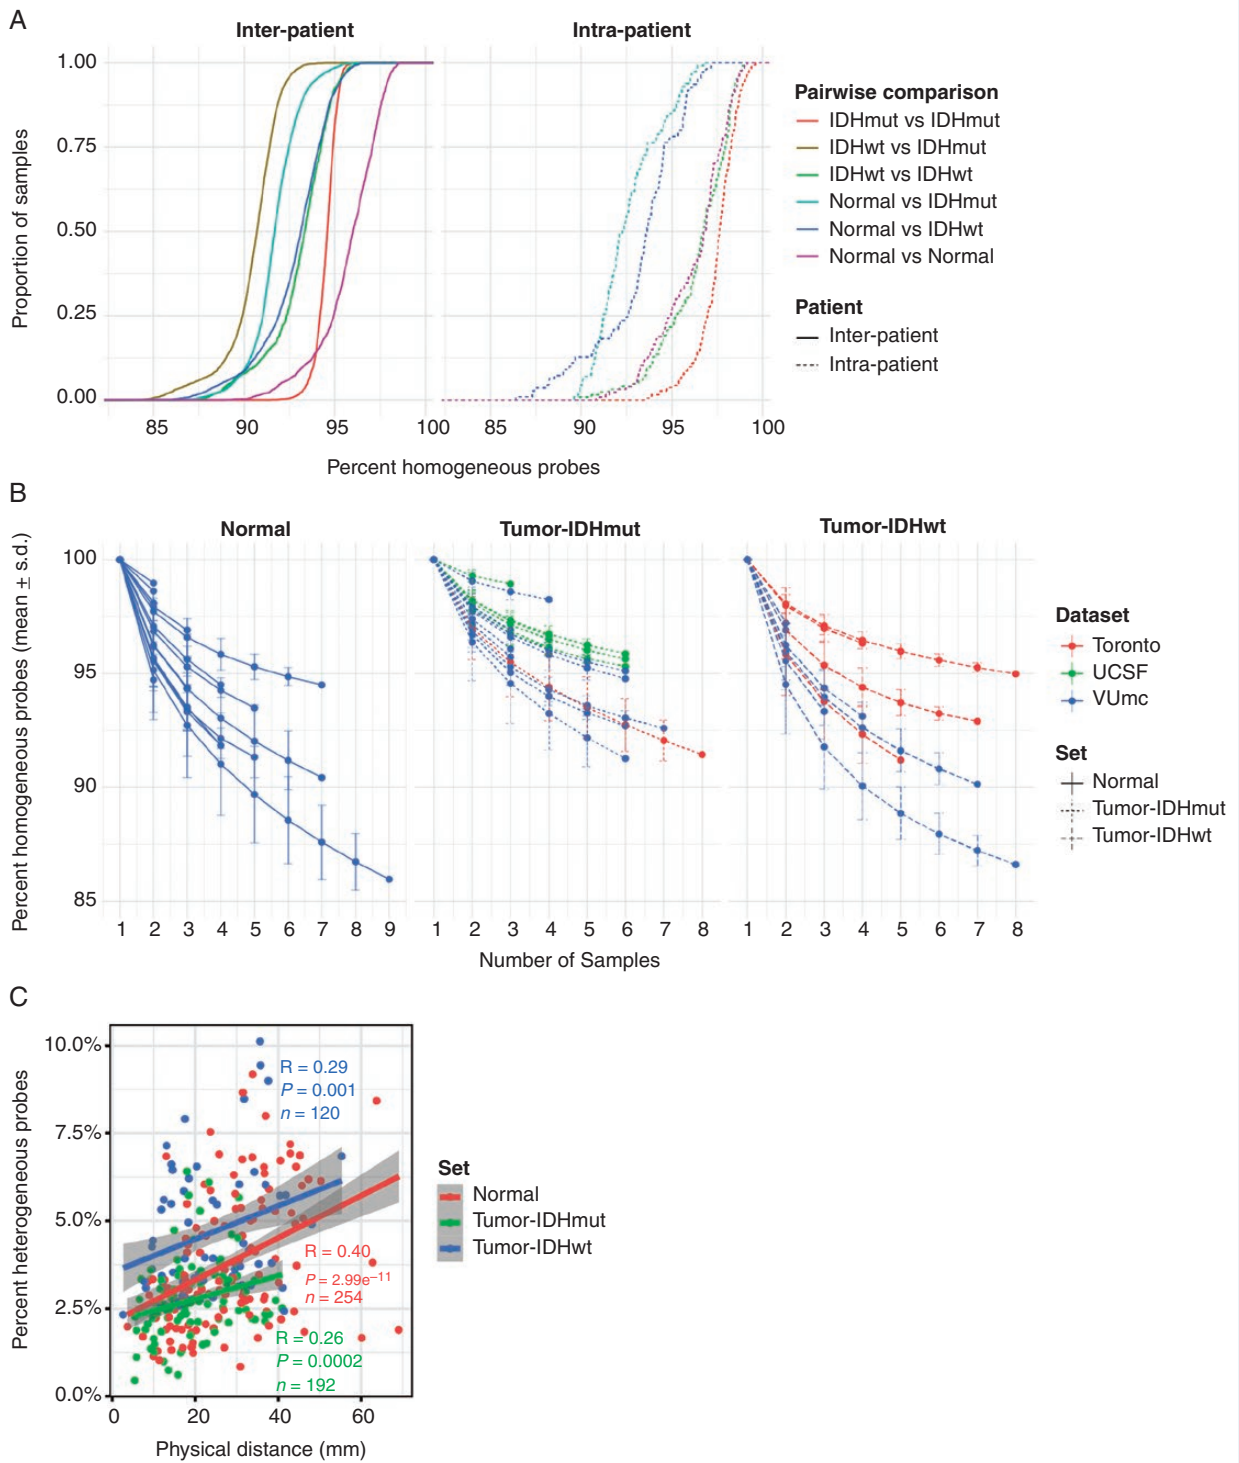 A
Inter-patient
Intra-patient
1.00
0.75
0.50
0.25
0.00
Proportion of samples
85
90
95
100
85
90
95
100
Percent homogeneous probes
Pairwise comparison
IDHmut vs IDHmut
IDHwt vs IDHmut
IDHwt vs IDHwt
Normal vs IDHmut
Normal vs IDHwt
Normal vs Normal
Patient
Inter-patient
Intra-patient
B
Normal
Tumor-IDHmut
Tumor-IDHwt
100
95
90
85
Percent homogeneous probes (mean ± s.d.)
1 2 3 4 5 6 7 8 9
1 2 3 4 5 6 7 8
1 2 3 4 5 6 7 8
Number of Samples
Dataset
Toronto
UCSF
VUmc
Set
Normal
Tumor-IDHmut
Tumor-IDHwt
C
10.0%
7.5%
5.0%
2.5%
0.0%
Percent heterogeneous probes
R = 0.29
P = 0.001
n = 120
R = 0.40
P = 2.99e⁻¹¹
n = 254
R = 0.26
P = 0.0002
n = 192
0
20
40
60
Physical distance (mm)
Set
Normal
Tumor-IDHmut
Tumor-IDHwt